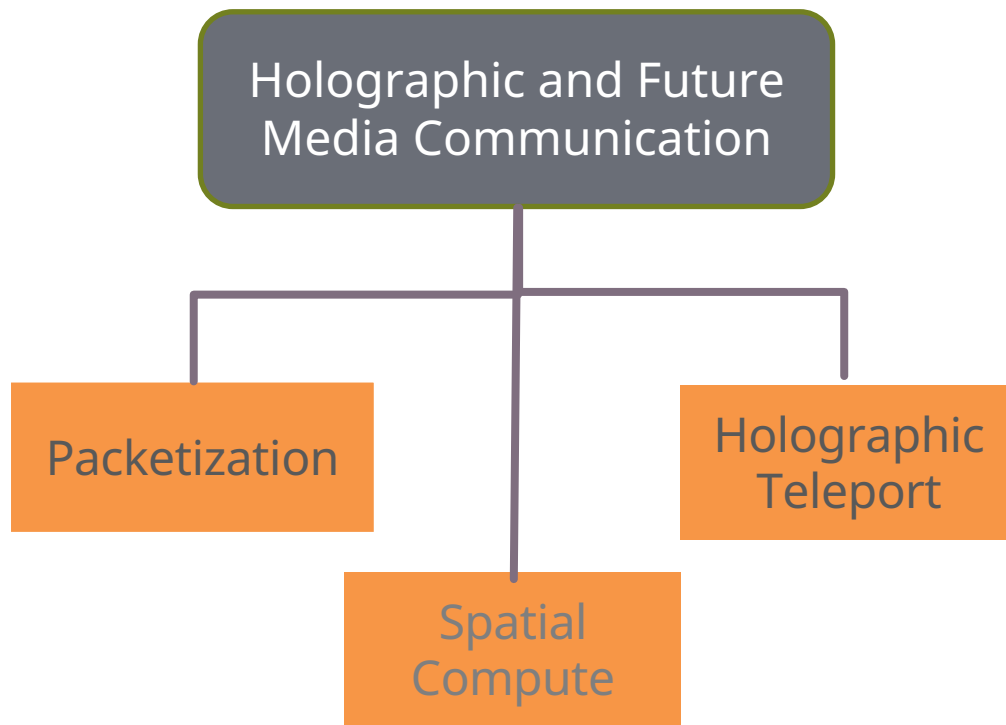 Holographic and Future
Media Communication
Packetization
Holographic
Teleport
Spatial
Compute